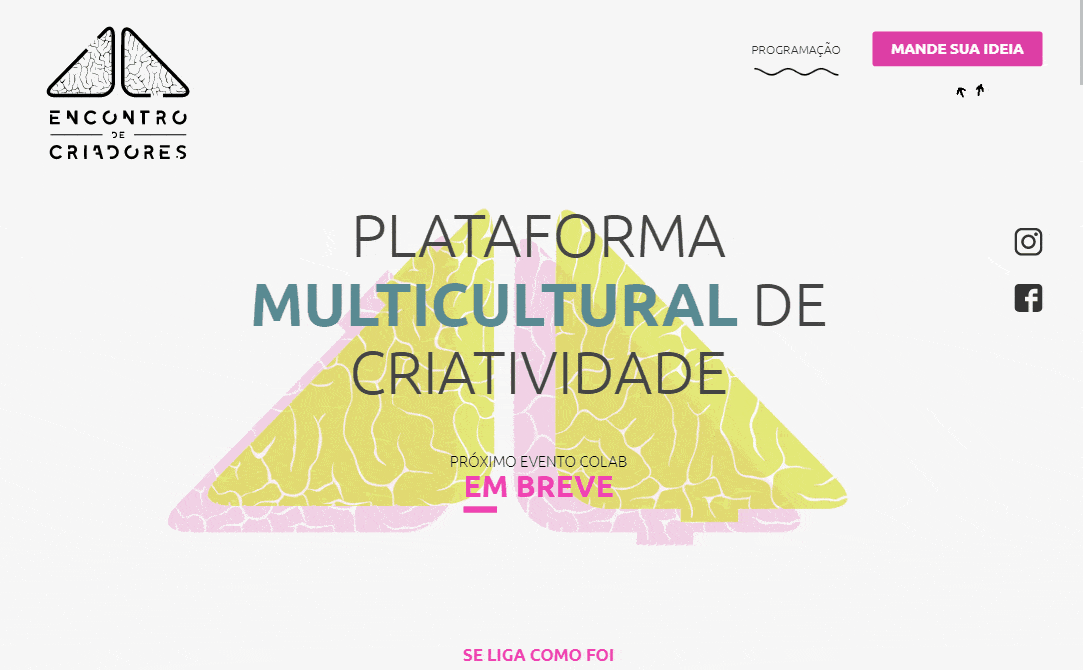 ENCONTRO
DE
CRIADORES
PROGRAMAÇÃO
MANDE SUA IDEIA
PLATAFORMA
MULTICULTURAL DE
CRIATIVIDADE
PRÓXIMO EVENTO COLAB
EM BREVE
SE LIGA COMO FOI